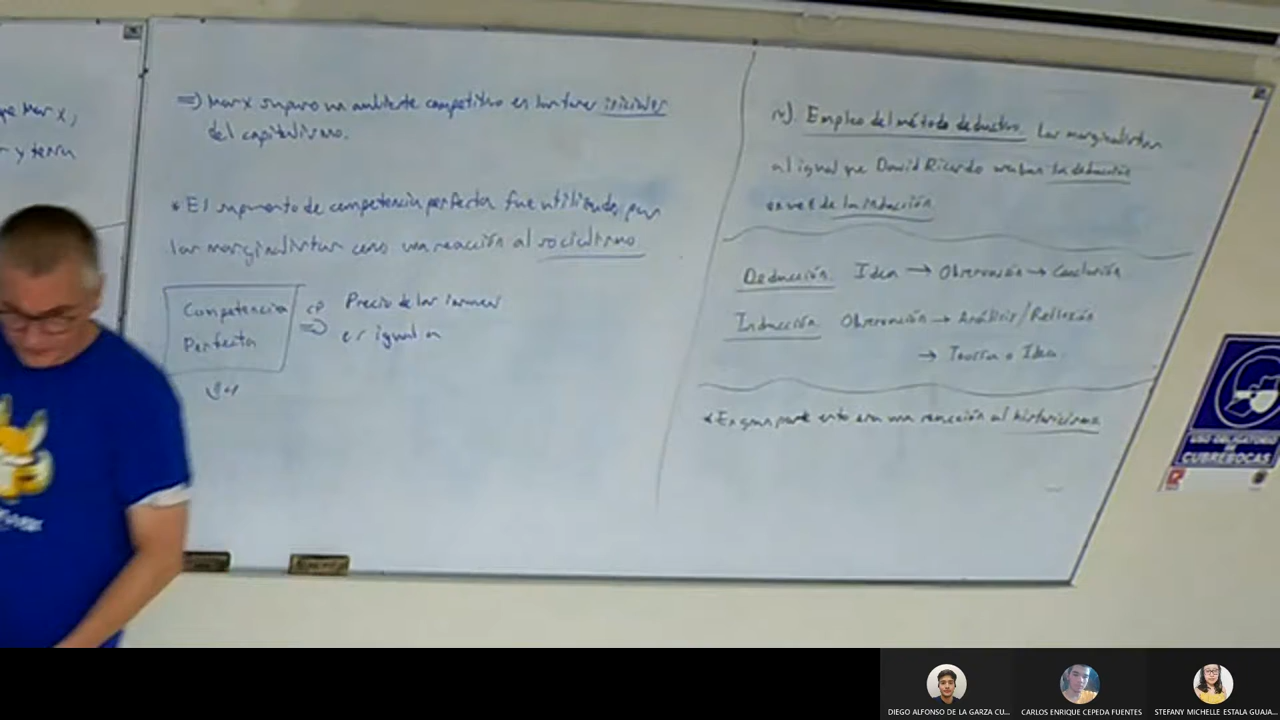 que Marx,
y tierra
=> Marx supuso un ambiente competitivo en las fases iniciales
del capitalismo.
* El supuesto de competencia perfecta fue utilizado por
los marginalistas como una reacción al socialismo
Competencia
Perfecta
=> Precio de los
es igual a
iv). Empleo del método deductivo. Los marginalistas
al igual que David Ricardo usaban la deducción
en vez de la inducción
Deducción: Idea → Observación → Conclusión
Inducción: Observación → Análisis/Reflexión
→ Teoría o Idea
* En gran parte esto era una reacción al historicismo
USO OBLIGATORIO
DE
CUBREBOCAS
DIEGO ALFONSO DE LA GARZA CU...
CARLOS ENRIQUE CEPEDA FUENTES
STEFANY MICHELLE ESTALA GUAJA...